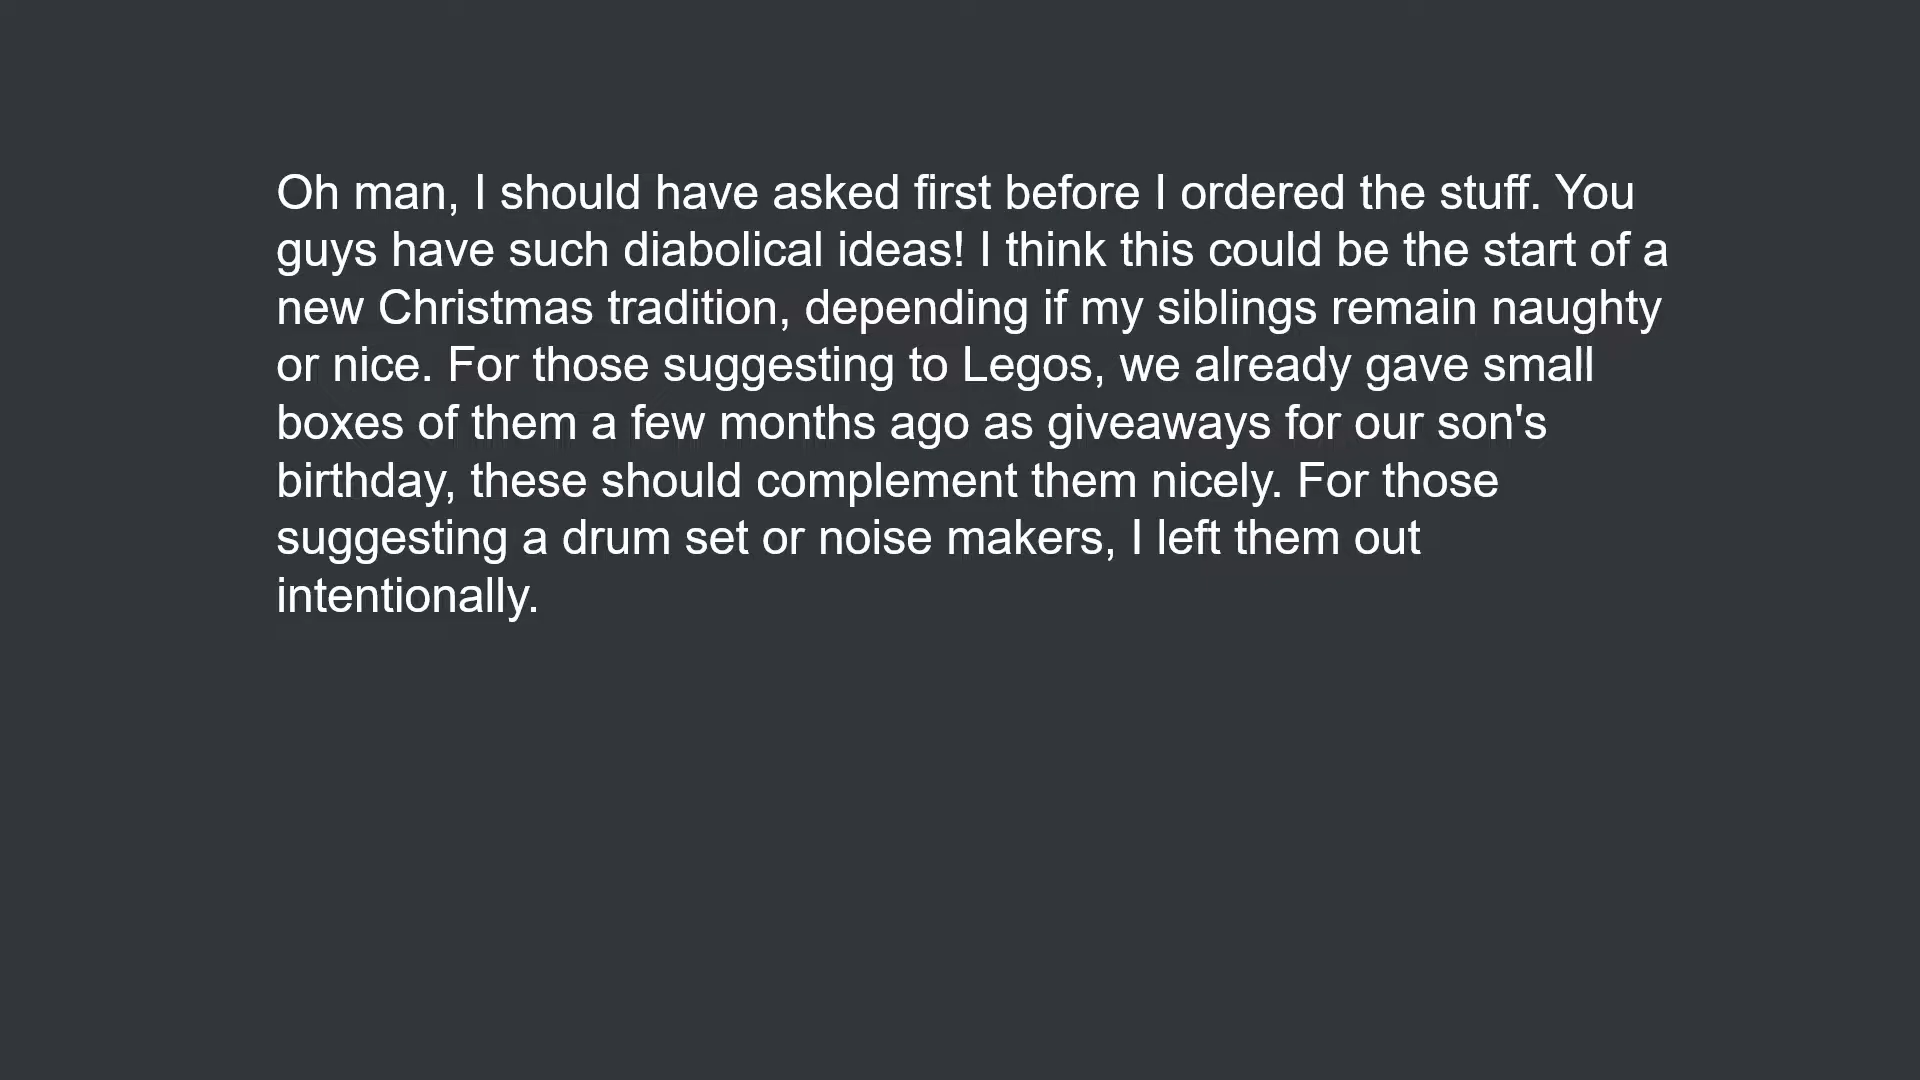 Oh man, I should have asked first before I ordered the stuff. You
guys have such diabolical ideas! I think this could be the start of a
new Christmas tradition, depending if my siblings remain naughty
or nice. For those suggesting to Legos, we already gave small
boxes of them a few months ago as giveaways for our son's
birthday, these should complement them nicely. For those
suggesting a drum set or noise makers, I left them out
intentionally.